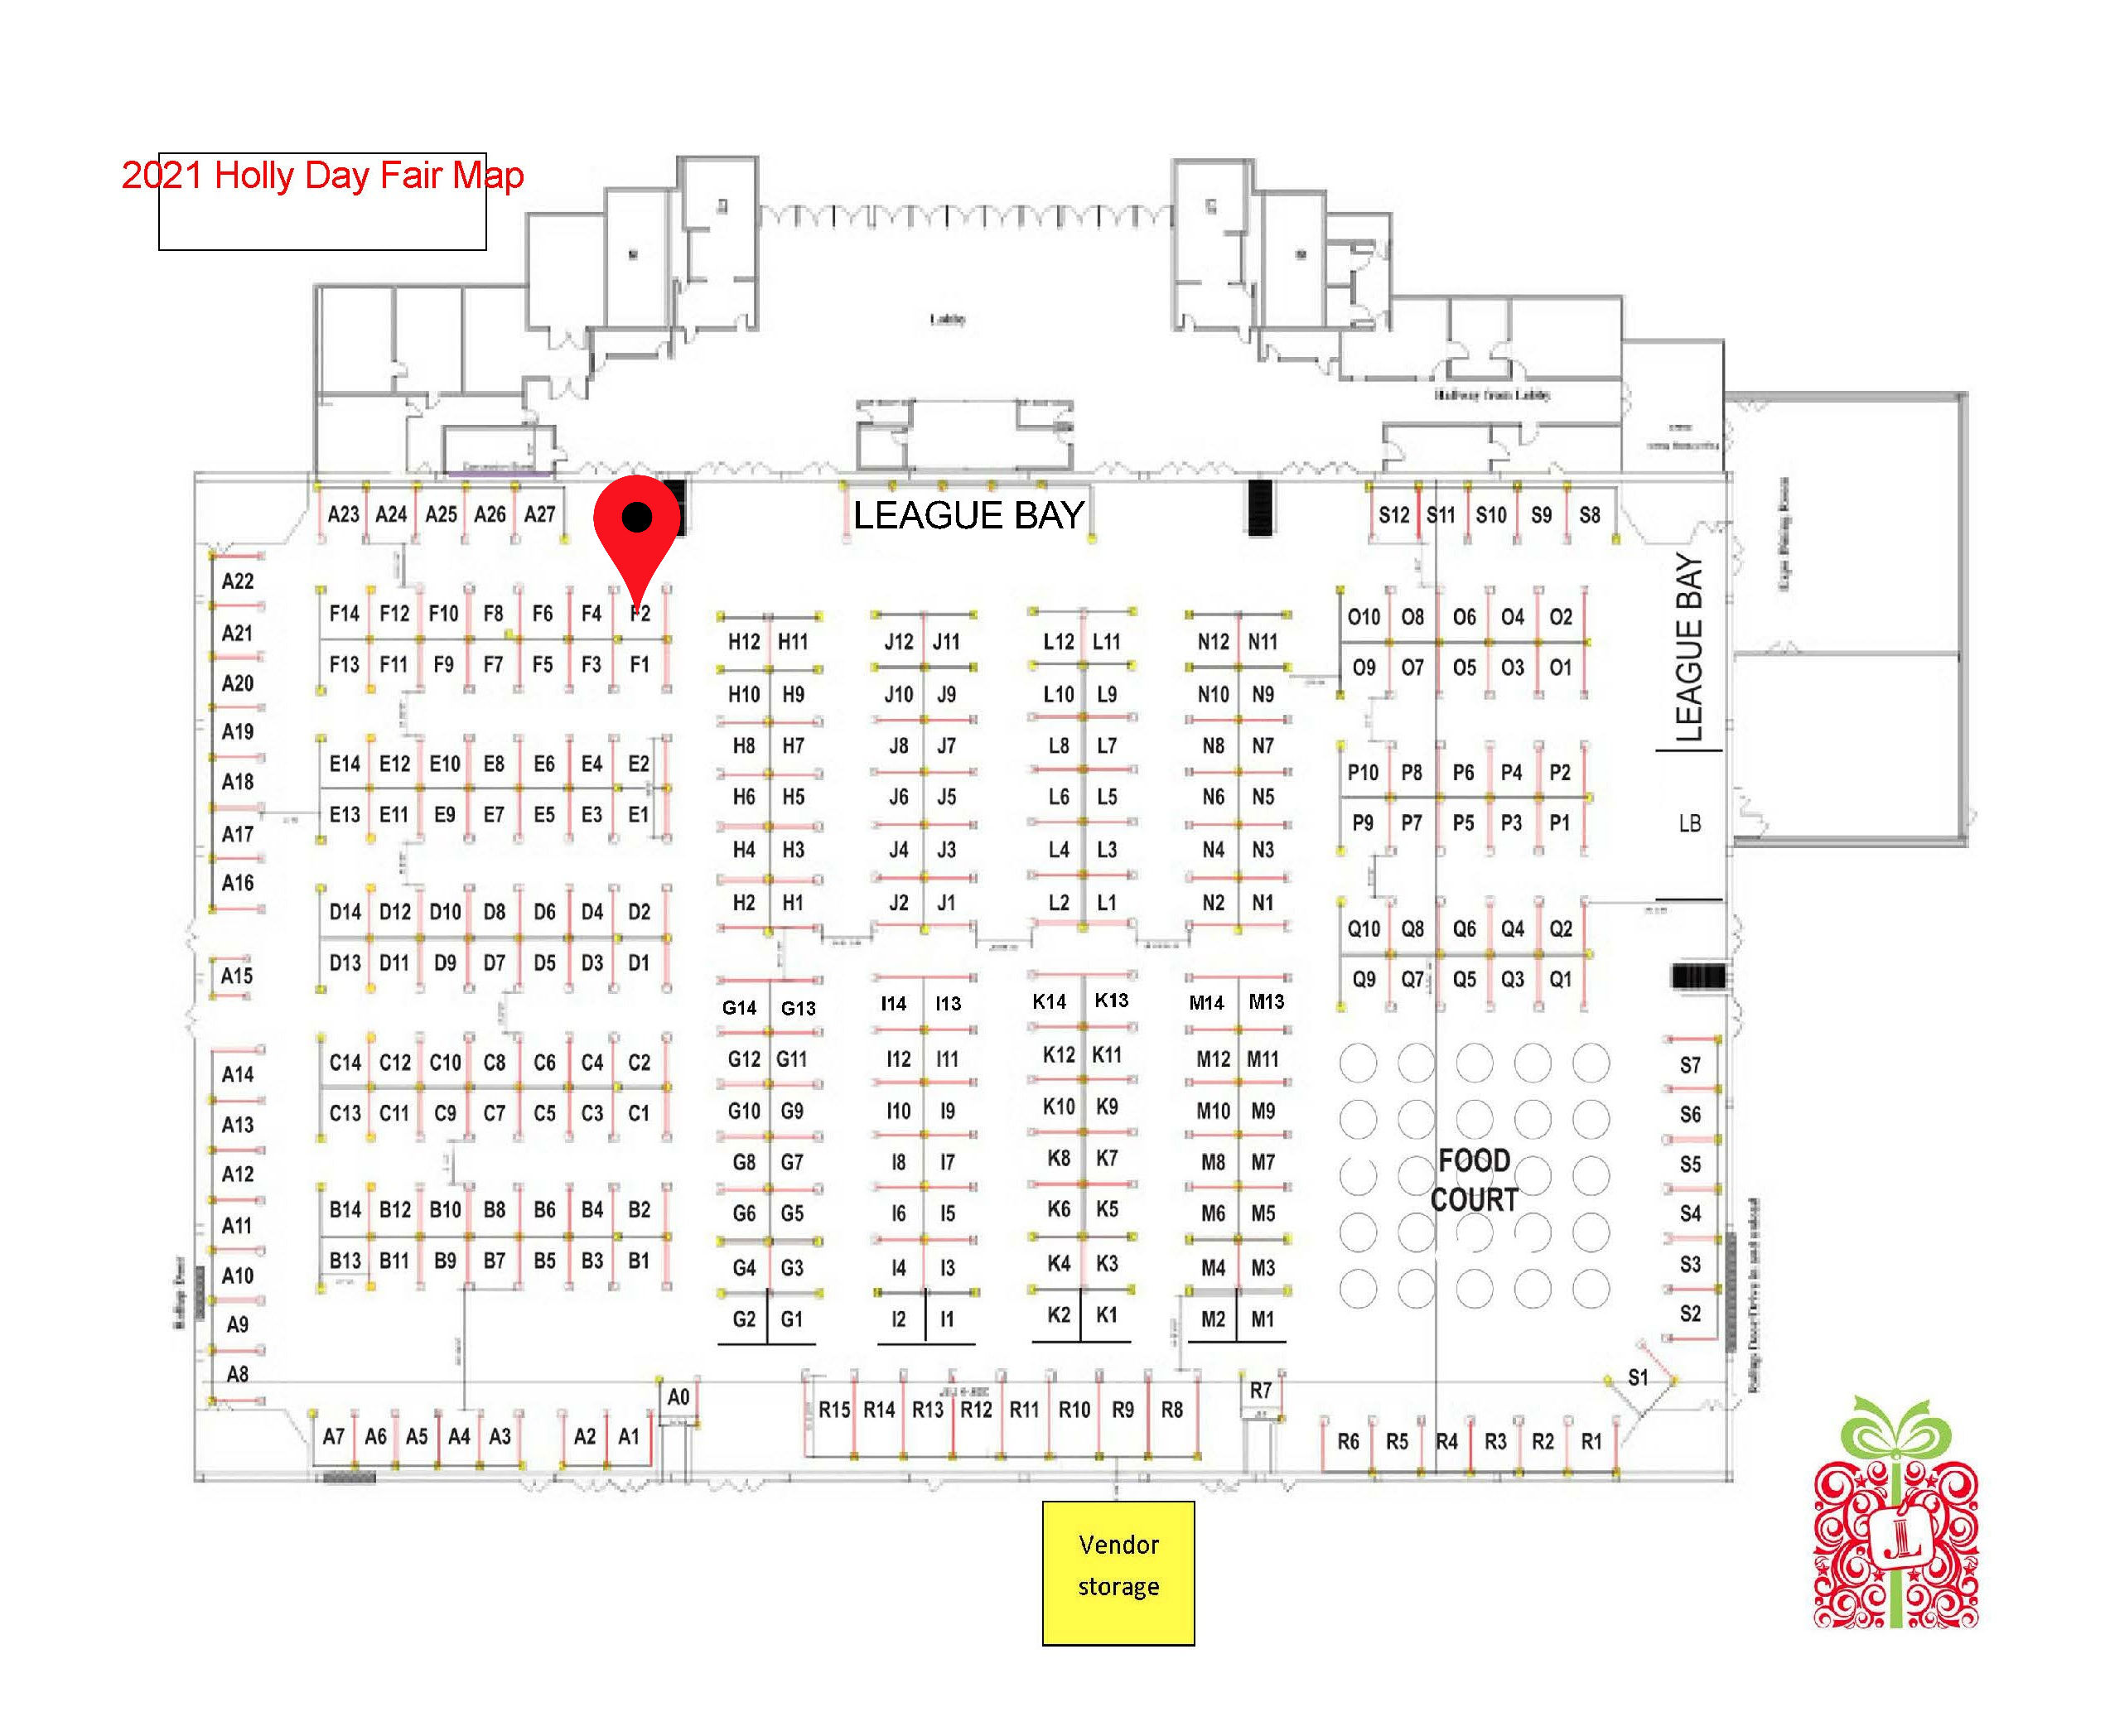 2021 Holly Day Fair Map
Lobby
Hallway from Lobby
LEAGUE BAY
A23 A24 A25 A26 A27
S12 S11 S10 S9 S8
A22
A21
A20
A19
A18
A17
A16
A15
A14
A13
A12
A11
A10
A9
A8
F14 F12 F10 F8 F6 F4 F2
F13 F11 F9 F7 F5 F3 F1
E14 E12 E10 E8 E6 E4 E2
E13 E11 E9 E7 E5 E3 E1
D14 D12 D10 D8 D6 D4 D2
D13 D11 D9 D7 D5 D3 D1
C14 C12 C10 C8 C6 C4 C2
C13 C11 C9 C7 C5 C3 C1
B14 B12 B10 B8 B6 B4 B2
B13 B11 B9 B7 B5 B3 B1
H12 H11
H10 H9
H8 H7
H6 H5
H4 H3
H2 H1
G14 G13
G12 G11
G10 G9
G8 G7
G6 G5
G4 G3
G2 G1
J12 J11
J10 J9
J8 J7
J6 J5
J4 J3
J2 J1
I14 I13
I12 I11
I10 I9
I8 I7
I6 I5
I4 I3
I2 I1
L12 L11
L10 L9
L8 L7
L6 L5
L4 L3
L2 L1
K14 K13
K12 K11
K10 K9
K8 K7
K6 K5
K4 K3
K2 K1
N12 N11
N10 N9
N8 N7
N6 N5
N4 N3
N2 N1
M14 M13
M12 M11
M10 M9
M8 M7
M6 M5
M4 M3
M2 M1
O10 O8 O6 O4 O2
O9 O7 O5 O3 O1
P10 P8 P6 P4 P2
P9 P7 P5 P3 P1
Q10 Q8 Q6 Q4 Q2
Q9 Q7 Q5 Q3 Q1
LEAGUE BAY
LB
FOOD
COURT
S7
S6
S5
S4
S3
S2
S1
A7 A6 A5 A4 A3 A2 A1
A0
R15 R14 R13 R12 R11 R10 R9 R8
R7
R6 R5 R4 R3 R2 R1
Vendor
storage
JL